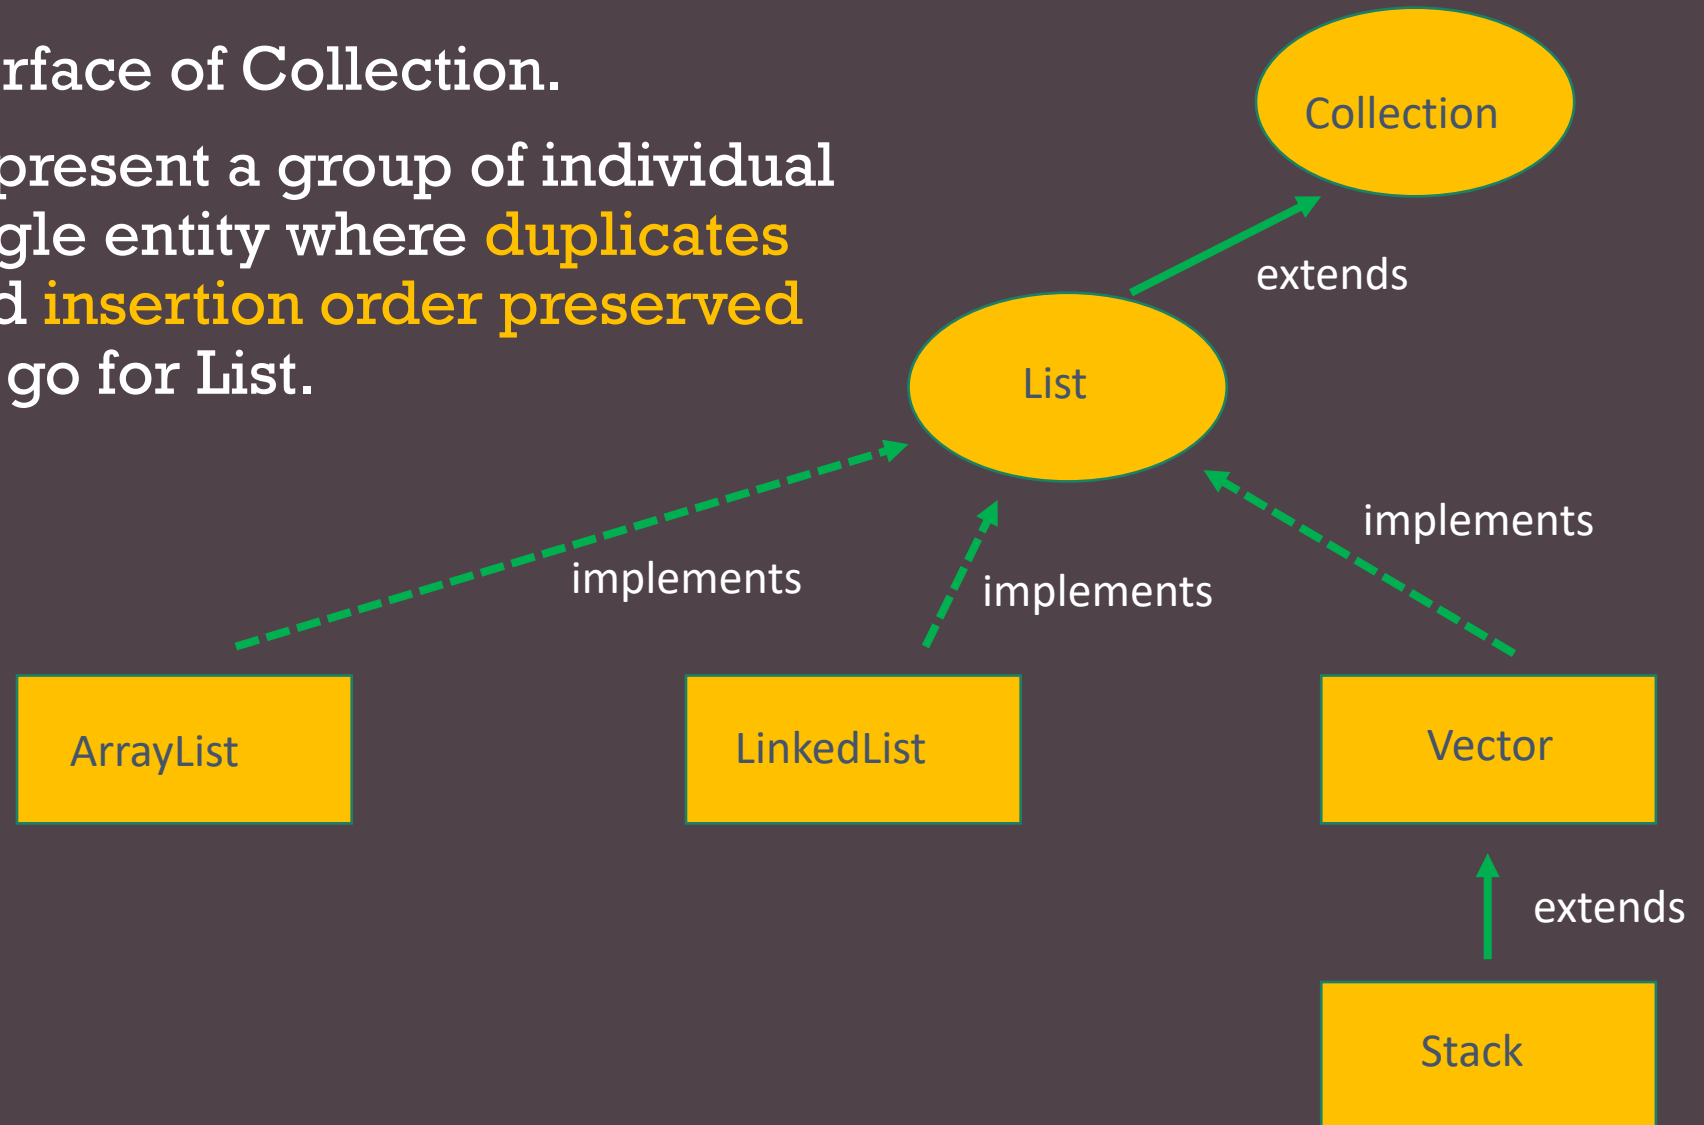 rface of Collection.
present a group of individual
gle entity where duplicates
d insertion order preserved
go for List.
Collection
extends
List
implements
implements
implements
ArrayList
LinkedList
Vector
extends
Stack